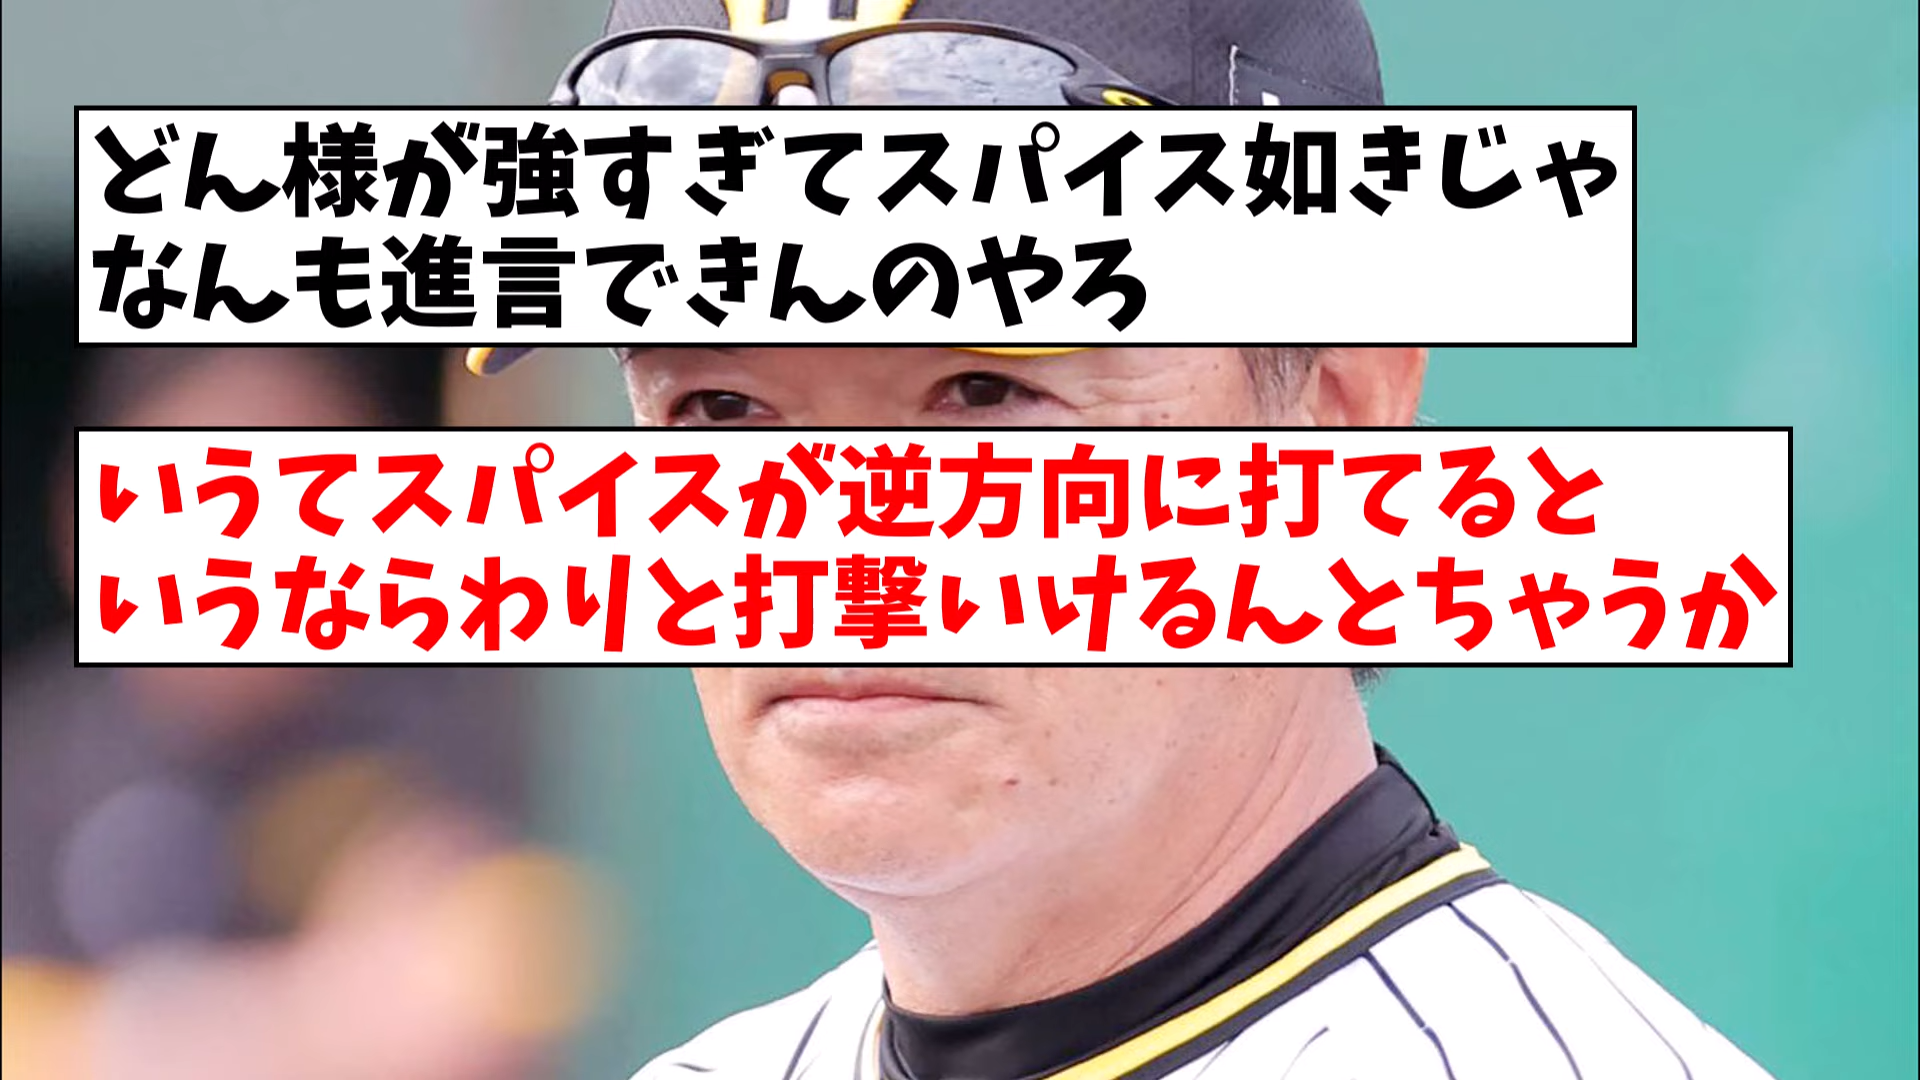 どん様が強すぎてスパイス如きじゃ
なんも進言できんのやろ
いうてスパイスが逆方向に打てると
いうならわりと打撃いけるんとちゃうか